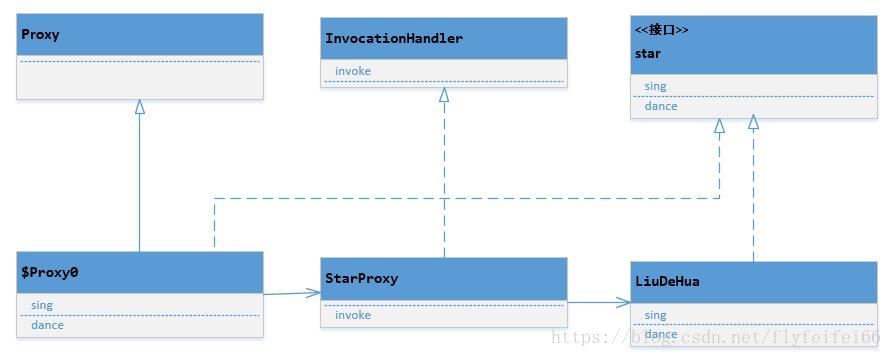 Proxy
InvocationHandler
invoke
<<接口>>
star
sing
dance
$Proxy0
sing
dance
StarProxy
invoke
LiuDeHua
sing
dance
https://blog.csdn.net/flyfeifei66